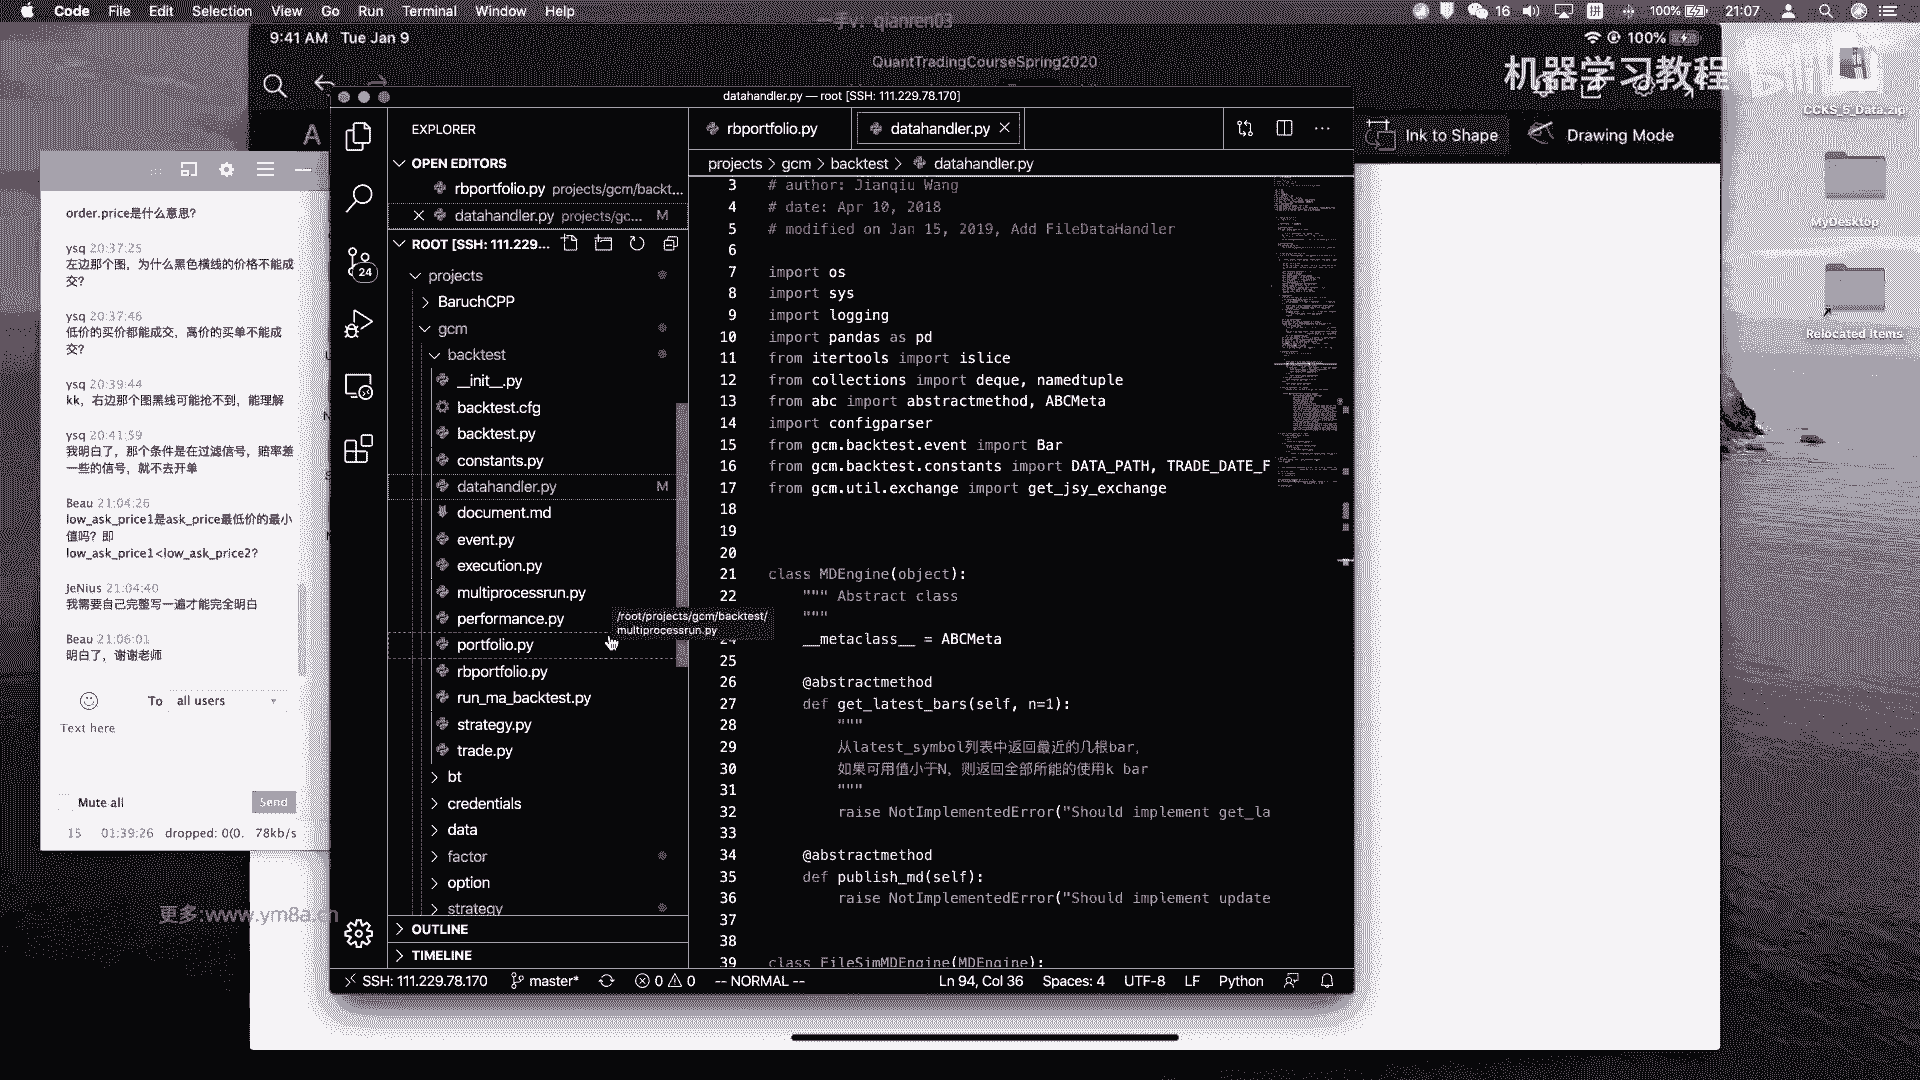 Code File Edit Selection View Go Run Terminal Window Help
16 100% 21:07
一手v：qianren03
9:41 AM Tue Jan 9
100%
QuantTradingCourseSpring2020
机器学习教程
CCKS_5_Data.zip
MyDesktop
Relocated Items
Ink to Shape
Drawing Mode
A
datahandler.py — root [SSH: 111.229.78.170]
EXPLORER
OPEN EDITORS
rbportfolio.py projects/gcm/backt...
datahandler.py projects/gc... M
ROOT [SSH: 111.229...
24
projects
BaruchCPP
gcm
backtest
__init__.py
backtest.cfg
backtest.py
constants.py
datahandler.py M
document.md
event.py
execution.py
multiprocessrun.py
performance.py
portfolio.py
rbportfolio.py
run_ma_backtest.py
strategy.py
trade.py
bt
credentials
data
factor
option
strategy
OUTLINE
TIMELINE
/root/projects/gcm/backtest/
multiprocessrun.py
rbportfolio.py
datahandler.py
projects > gcm > backtest > datahandler.py
3 # author: Jianqiu Wang
4 # date: Apr 10, 2018
5 # modified on Jan 15, 2019, Add FileDataHandler
6
7 import os
8 import sys
9 import logging
10 import pandas as pd
11 from itertools import islice
12 from collections import deque, namedtuple
13 from abc import abstractmethod, ABCMeta
14 import configparser
15 from gcm.backtest.event import Bar
16 from gcm.backtest.constants import DATA_PATH, TRADE_DATE_F
17 from gcm.util.exchange import get_jsy_exchange
18
19
20
21 class MDEngine(object):
22 """ Abstract class
"""
24 __metaclass__ = ABCMeta
25
26 @abstractmethod
27 def get_latest_bars(self, n=1):
28 """
29 从latest_symbol列表中返回最近的几根bar,
30 如果可用值小于N，则返回全部所能的使用k bar
31 """
32 raise NotImplementedError("Should implement get_la
33
34 @abstractmethod
35 def publish_md(self):
36 raise NotImplementedError("Should implement update
37
38
39 class FileSimMDEngine(MDEngine):
SSH: 111.229.78.170 master* 0 0 -- NORMAL -- Ln 94, Col 36 Spaces: 4 UTF-8 LF Python
order.price是什么意思?
ysq 20:37:25
左边那个图，为什么黑色横线的价格不能成
交?
ysq 20:37:46
低价的买价都能成交，高价的买单不能成
交?
ysq 20:39:44
kk，右边那个图黑线可能抢不到，能理解
ysq 20:41:59
我明白了，那个条件是在过滤信号，赔率差
一些的信号，就不去开单
Beau 21:04:26
low_ask_price1是ask_price最低价的最小
值吗? 即
low_ask_price1<low_ask_price2?
JeNius 21:04:40
我需要自己完整写一遍才能完全明白
Beau 21:06:01
明白了，谢谢老师
To all users
Text here
Mute all
Send
15 01:39:26 dropped: 0(0. 78kb/s
更多:www.ym8a.cn